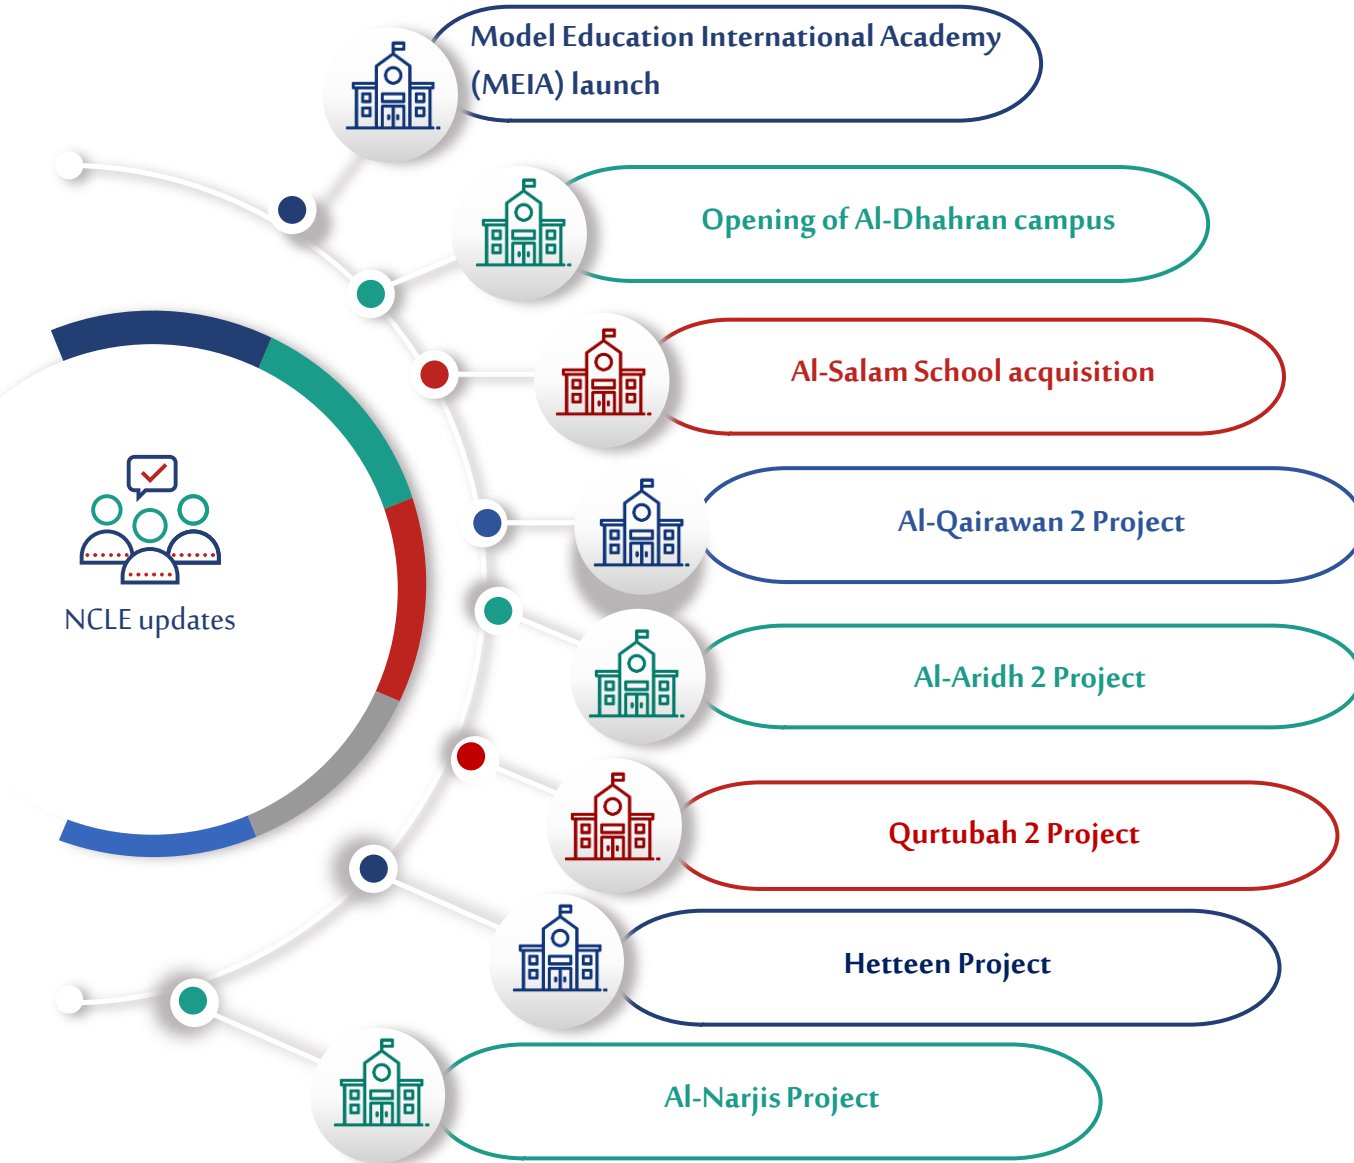 Model Education International Academy
(MEIA) launch
Opening of Al-Dhahran campus
Al-Salam School acquisition
Al-Qairawan 2 Project
NCLE updates
Al-Aridh 2 Project
Qurtubah 2 Project
Hetteen Project
Al-Narjis Project